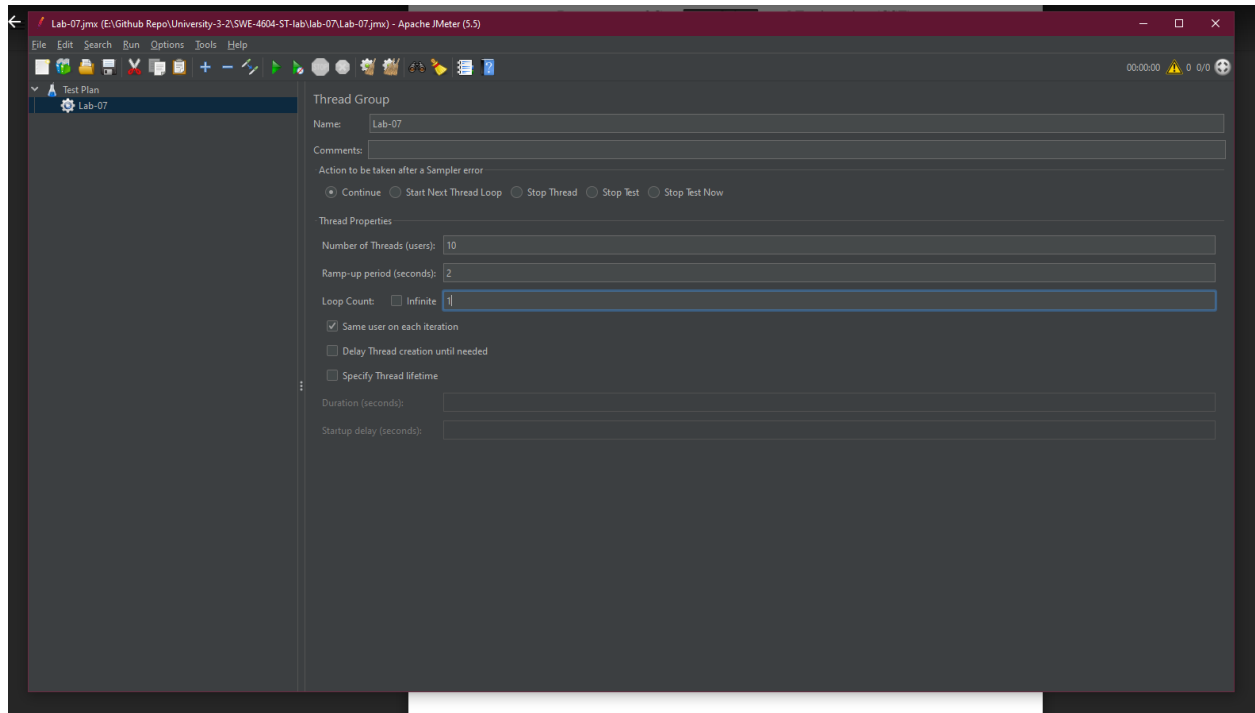 Lab-07.jmx (E:\Github Repo\University-3-2\SWE-4604-ST-lab\lab-07\Lab-07.jmx) - Apache JMeter (5.5)
File Edit Search Run Options Tools Help
00:00:00 0 0/0
Test Plan
Lab-07
Thread Group
Name: Lab-07
Comments:
Action to be taken after a Sampler error
Continue Start Next Thread Loop Stop Thread Stop Test Stop Test Now
Thread Properties
Number of Threads (users): 10
Ramp-up period (seconds): 2
Loop Count: Infinite 1
Same user on each iteration
Delay Thread creation until needed
Specify Thread lifetime
Duration (seconds):
Startup delay (seconds):